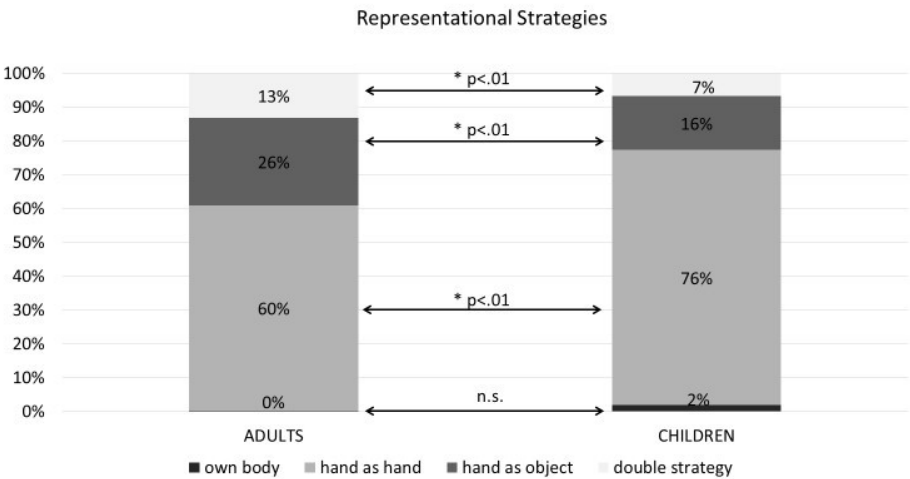 Representational Strategies
100%
90%
80%
70%
60%
50%
40%
30%
20%
10%
0%
13%
26%
60%
0%
* p<.01
* p<.01
* p<.01
n.s.
7%
16%
76%
2%
ADULTS
CHILDREN
own body hand as hand hand as object double strategy